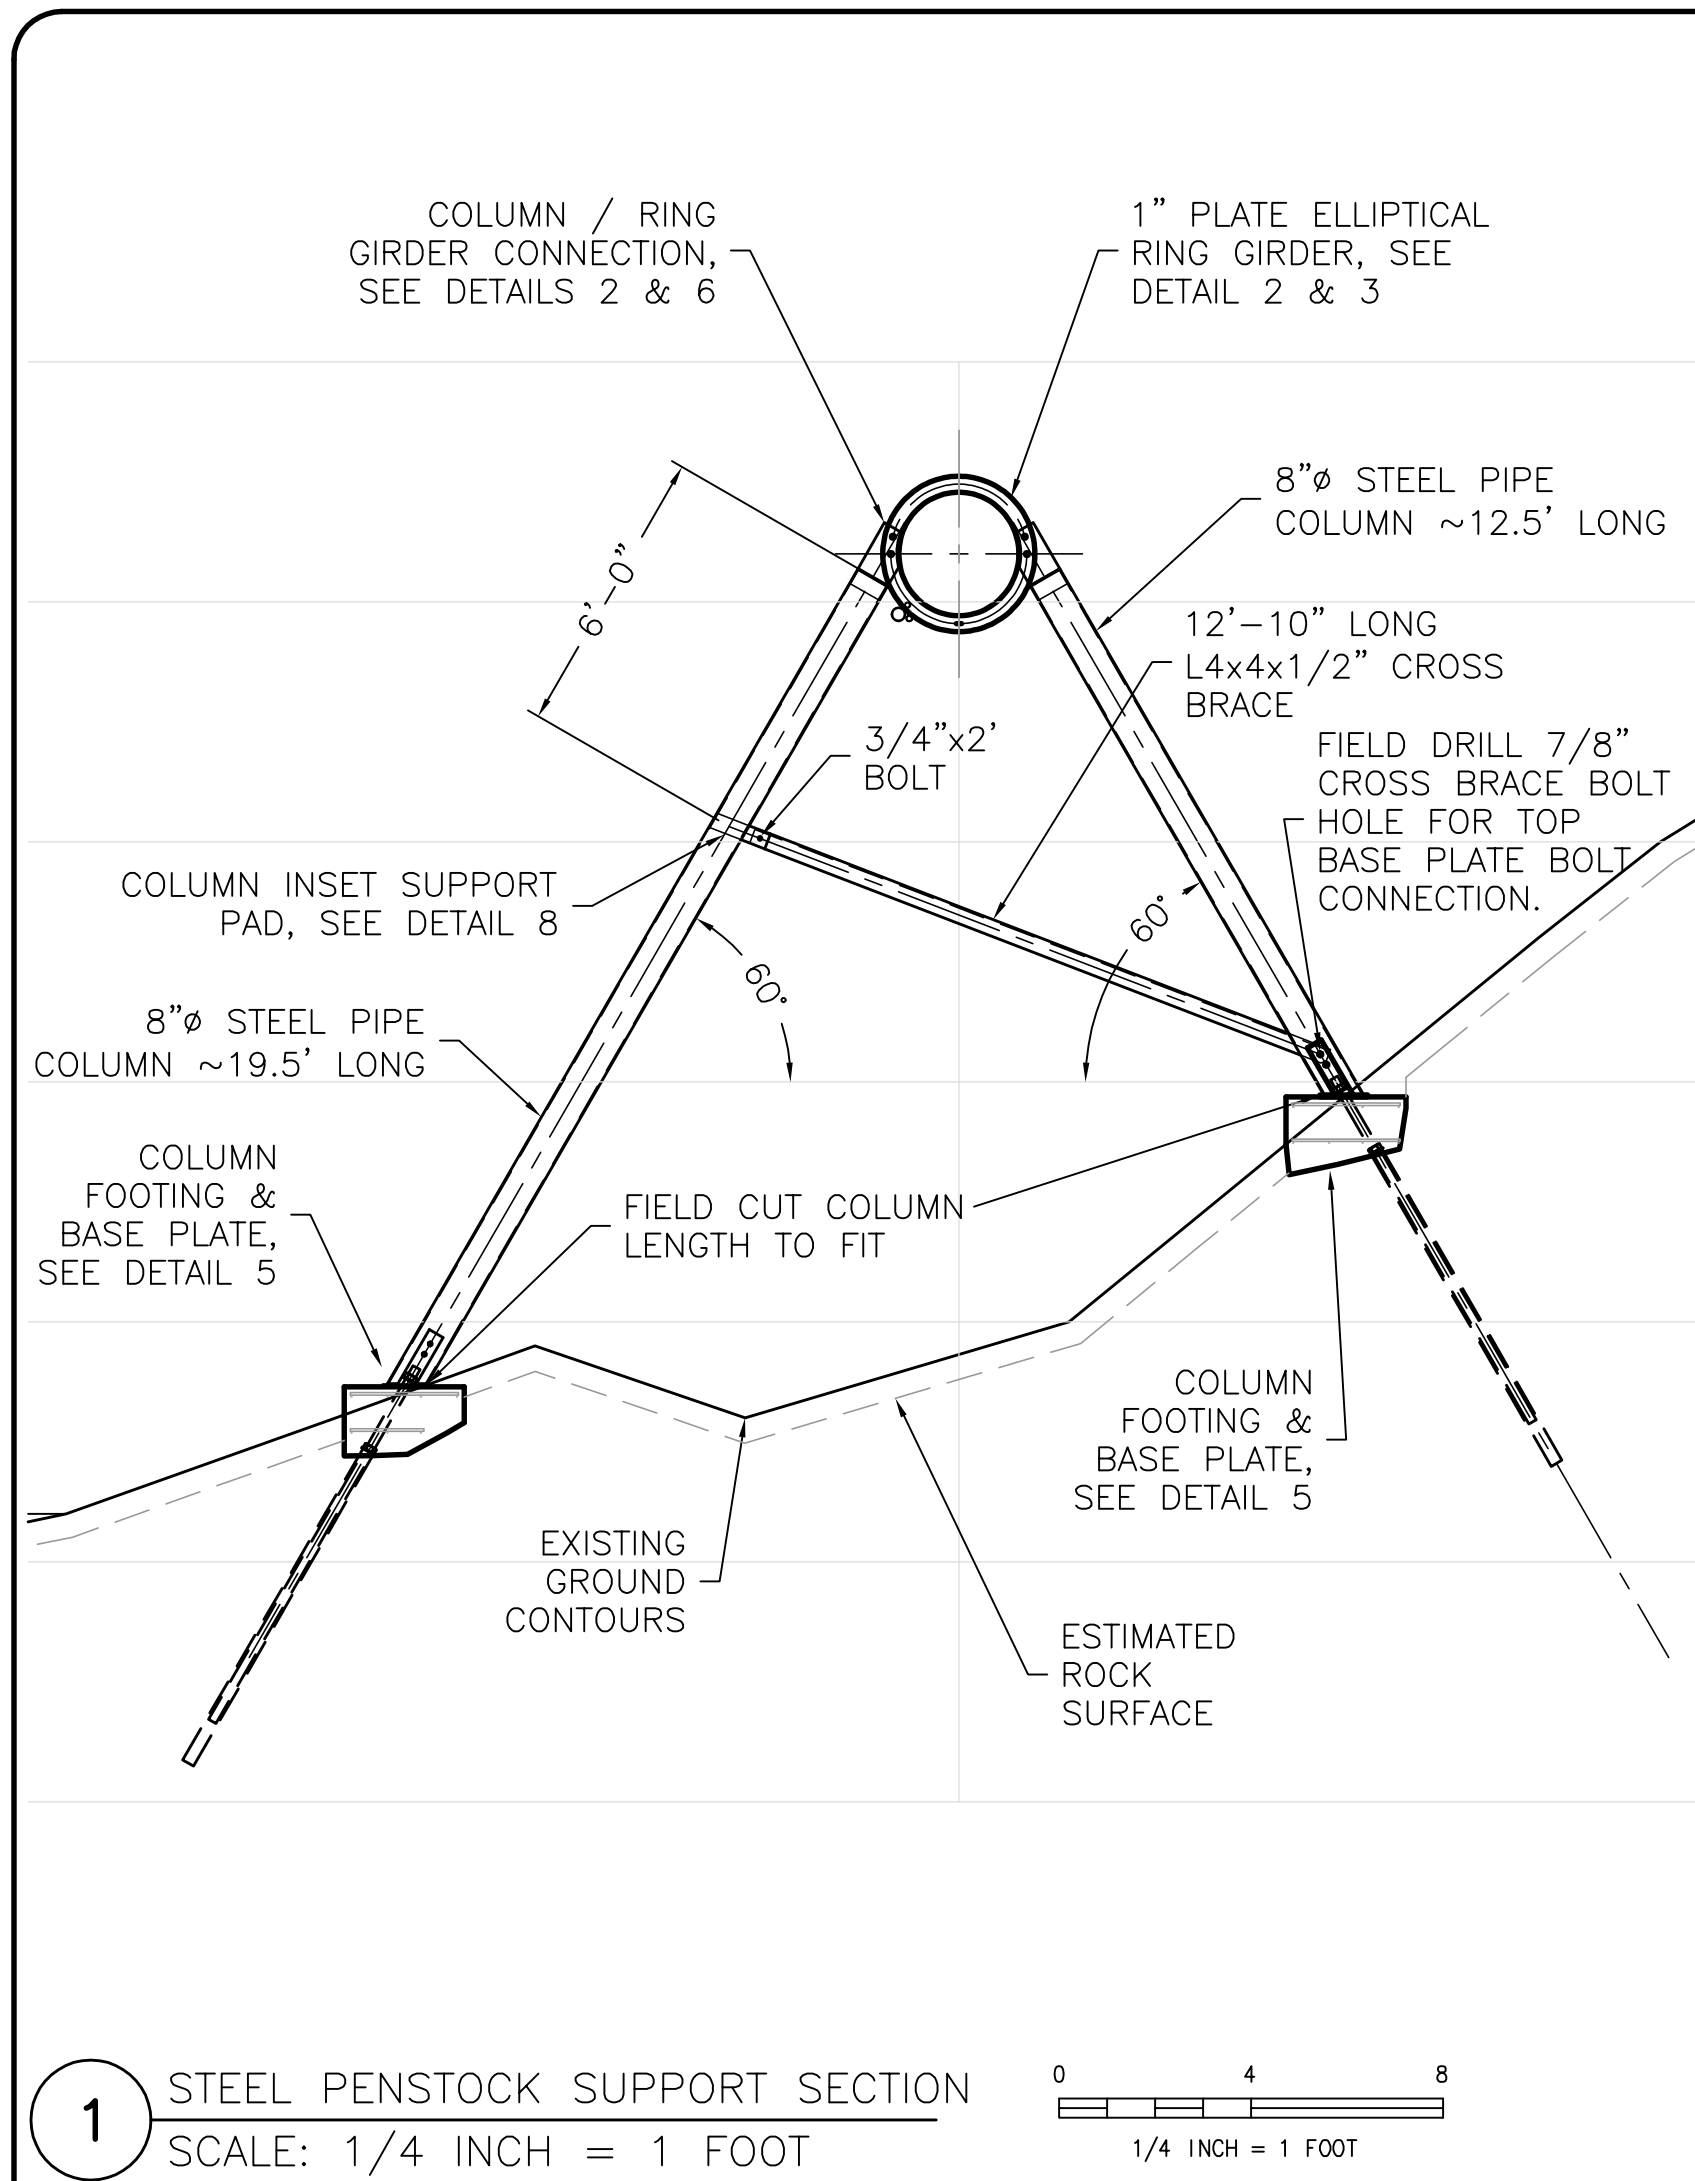 COLUMN / RING
GIRDER CONNECTION,
SEE DETAILS 2 & 6
1” PLATE ELLIPTICAL
RING GIRDER, SEE
DETAIL 2 & 3
8”ø STEEL PIPE
COLUMN ~12.5’ LONG
6’-0”
12’-10” LONG
L4x4x1/2” CROSS
BRACE
3/4”x2’
BOLT
FIELD DRILL 7/8”
CROSS BRACE BOLT
HOLE FOR TOP
BASE PLATE BOLT
CONNECTION.
COLUMN INSET SUPPORT
PAD, SEE DETAIL 8
60°
60°
8”ø STEEL PIPE
COLUMN ~19.5’ LONG
COLUMN
FOOTING &
BASE PLATE,
SEE DETAIL 5
FIELD CUT COLUMN
LENGTH TO FIT
COLUMN
FOOTING &
BASE PLATE,
SEE DETAIL 5
EXISTING
GROUND
CONTOURS
ESTIMATED
ROCK
SURFACE
1
STEEL PENSTOCK SUPPORT SECTION
SCALE: 1/4 INCH = 1 FOOT
0 4 8
1/4 INCH = 1 FOOT